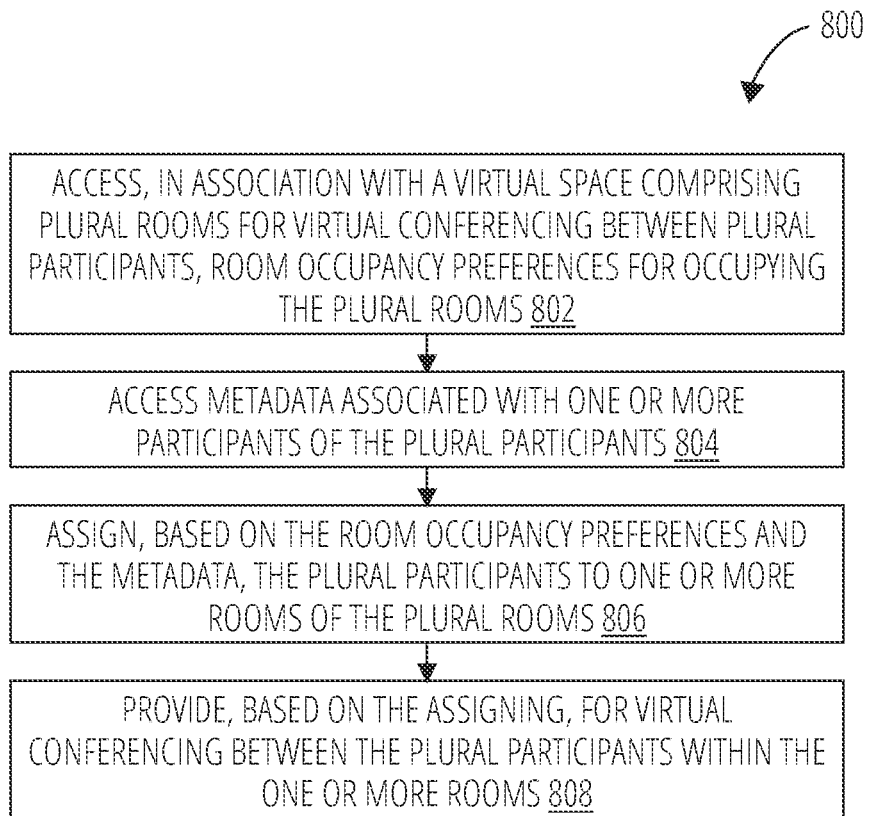 800
ACCESS, IN ASSOCIATION WITH A VIRTUAL SPACE COMPRISING
PLURAL ROOMS FOR VIRTUAL CONFERENCING BETWEEN PLURAL
PARTICIPANTS, ROOM OCCUPANCY PREFERENCES FOR OCCUPYING
THE PLURAL ROOMS 802
ACCESS METADATA ASSOCIATED WITH ONE OR MORE
PARTICIPANTS OF THE PLURAL PARTICIPANTS 804
ASSIGN, BASED ON THE ROOM OCCUPANCY PREFERENCES AND
THE METADATA, THE PLURAL PARTICIPANTS TO ONE OR MORE
ROOMS OF THE PLURAL ROOMS 806
PROVIDE, BASED ON THE ASSIGNING, FOR VIRTUAL
CONFERENCING BETWEEN THE PLURAL PARTICIPANTS WITHIN THE
ONE OR MORE ROOMS 808